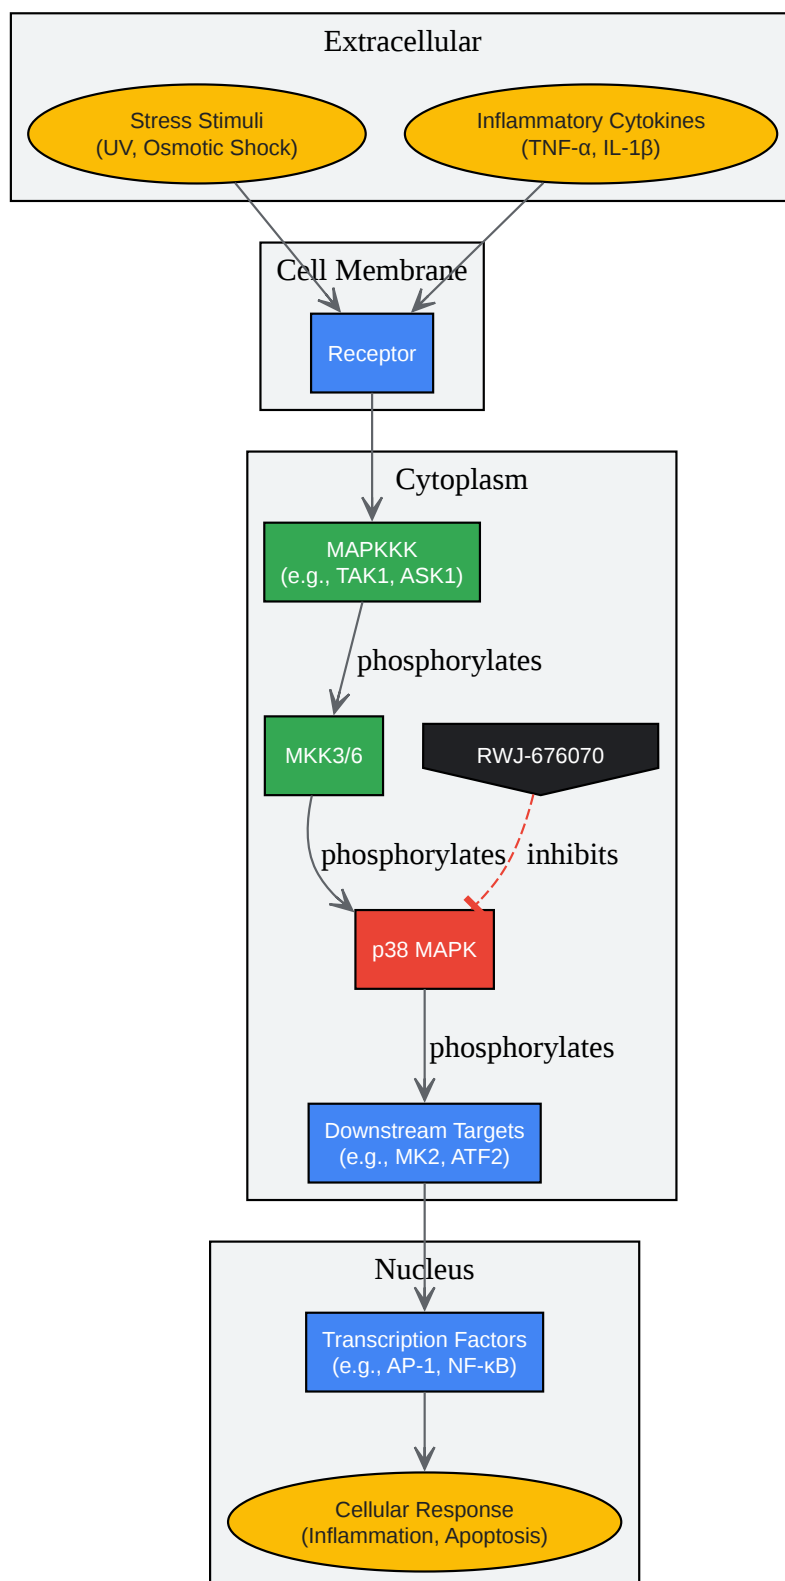 Extracellular
Stress Stimuli
(UV, Osmotic Shock)
Inflammatory Cytokines
(TNF-α, IL-1β)
Cell Membrane
Receptor
Cytoplasm
MAPKKK
(e.g., TAK1, ASK1)
phosphorylates
MKK3/6
RWJ-676070
phosphorylates
inhibits
p38 MAPK
phosphorylates
Downstream Targets
(e.g., MK2, ATF2)
Nucleus
Transcription Factors
(e.g., AP-1, NF-κB)
Cellular Response
(Inflammation, Apoptosis)